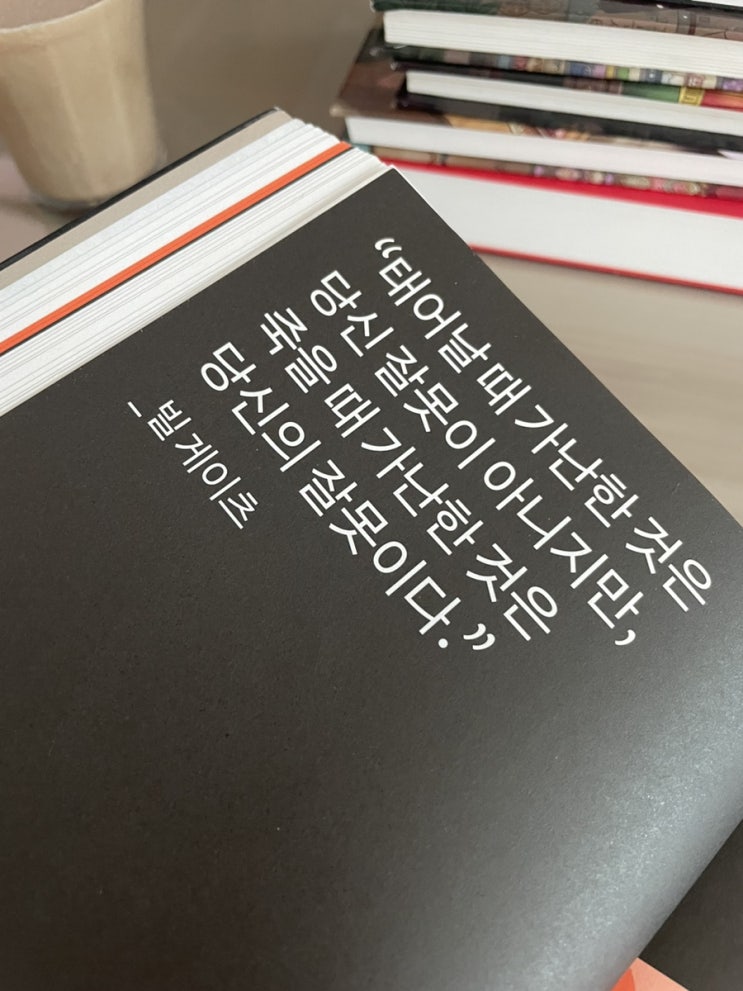 “태어날 때 가난한 것은
당신 잘못이 아니지만,
죽을 때 가난한 것은
당신의 잘못이다.”
_빌 게이츠